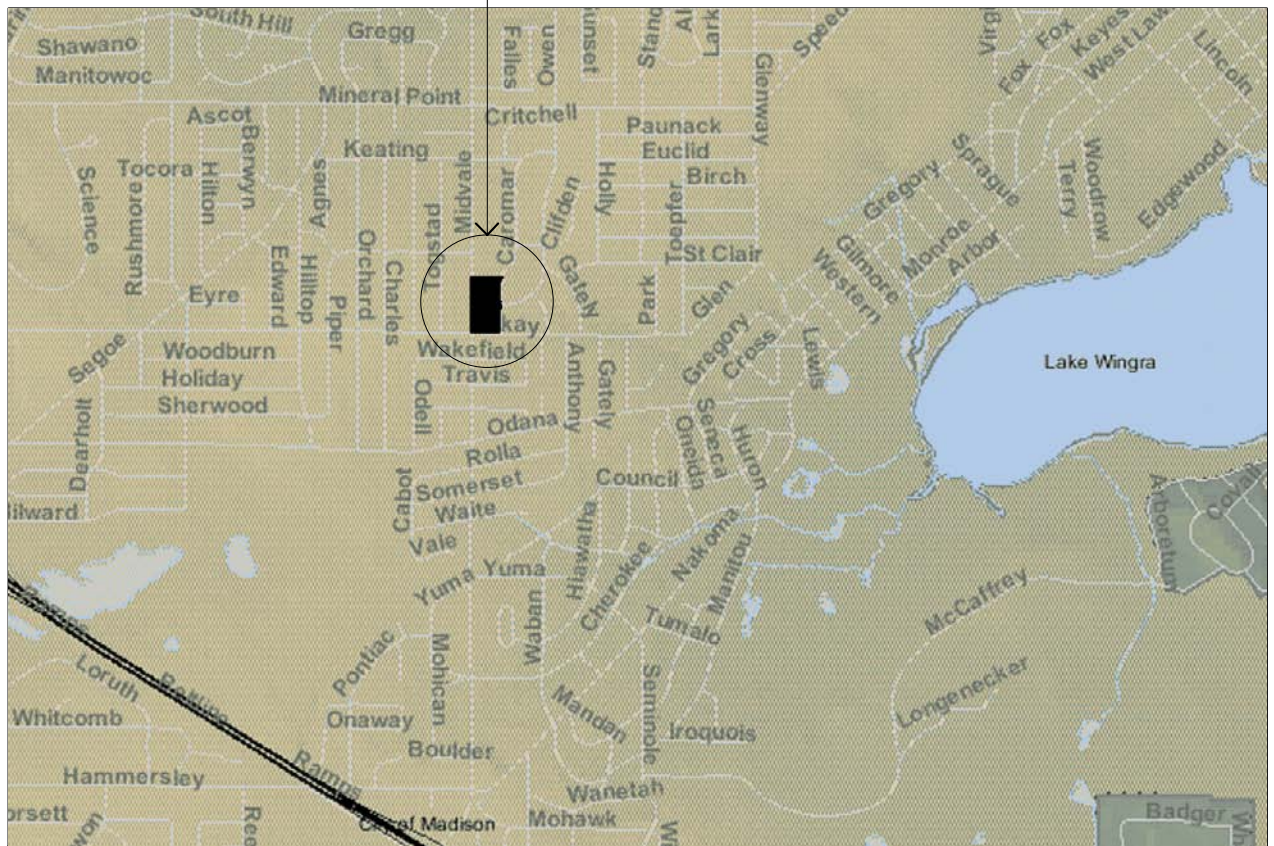 South Hill
Gregg
Shawano
Manitowoc
Falles
Owen
Lark
Glenway
Fox
Keyes
West Law
Fox
Lincoln
Mineral Point
Critchell
Ascot
Berwyn
Keating
Paunack
Euclid
Birch
Tocora
Hilton
Agnes
Midvale
Caromar
Clifden
Holly
Toepfer
Gregory
Sprague
Terry
Woodrow
Edgewood
Science
Rushmore
St Clair
Gilmore
Western
Monroe
Arbor
Edward
Hilltop
Piper
Orchard
Charles
Gately
Park
Glen
Eyre
kay
Segoe
Woodburn
Holiday
Sherwood
Wakefield
Travis
Anthony
Gately
Gregory
Cross
Lewis
Lake Wingra
Dearholt
Odell
Odana
Rolla
Somerset
Waite
Cabot
Vale
Council
Oneida
Seneca
Huron
Yuma
Yuma
Hiawatha
Cherokee
Nakoma
Manitou
Arboretum
McCaffrey
Longenecker
Tumalo
Waban
Pontiac
Mohican
Loruth
Beltline
Whitcomb
Onaway
Boulder
Mandan
Seminole
Iroquois
Ramps
Hammersley
Wanetah
Mohawk
City of Madison
Badger